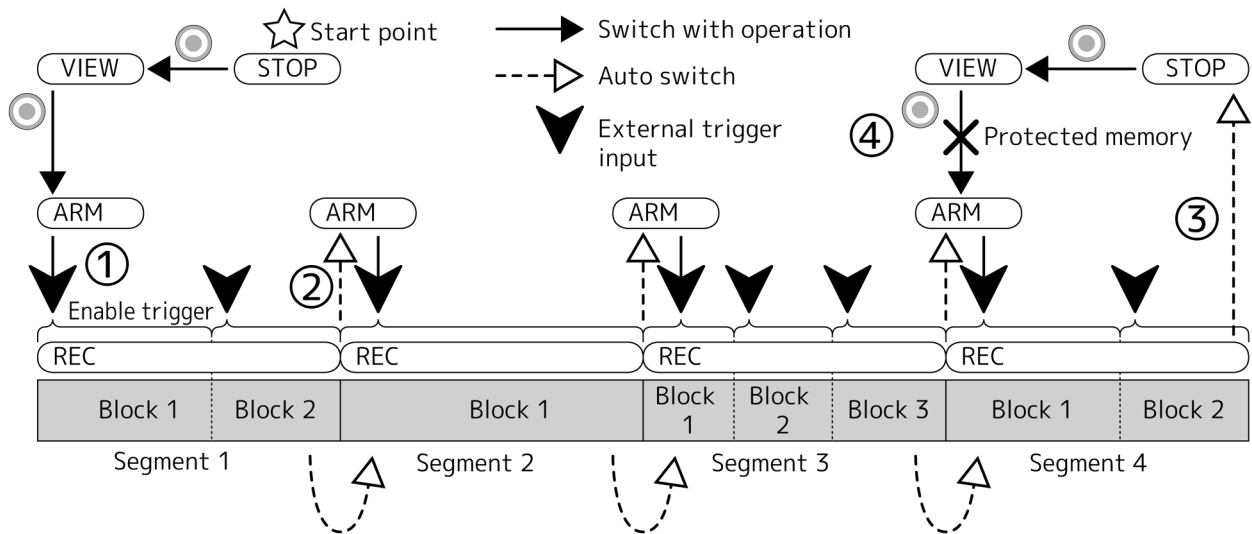 Start point
Switch with operation
VIEW
STOP
VIEW
STOP
Auto switch
External trigger
input
④
Protected memory
ARM
ARM
ARM
ARM
③
①
②
Enable trigger
REC
REC
REC
REC
Block 1
Block 2
Block 1
Block
1
Block
2
Block 3
Block 1
Block 2
Segment 1
Segment 2
Segment 3
Segment 4